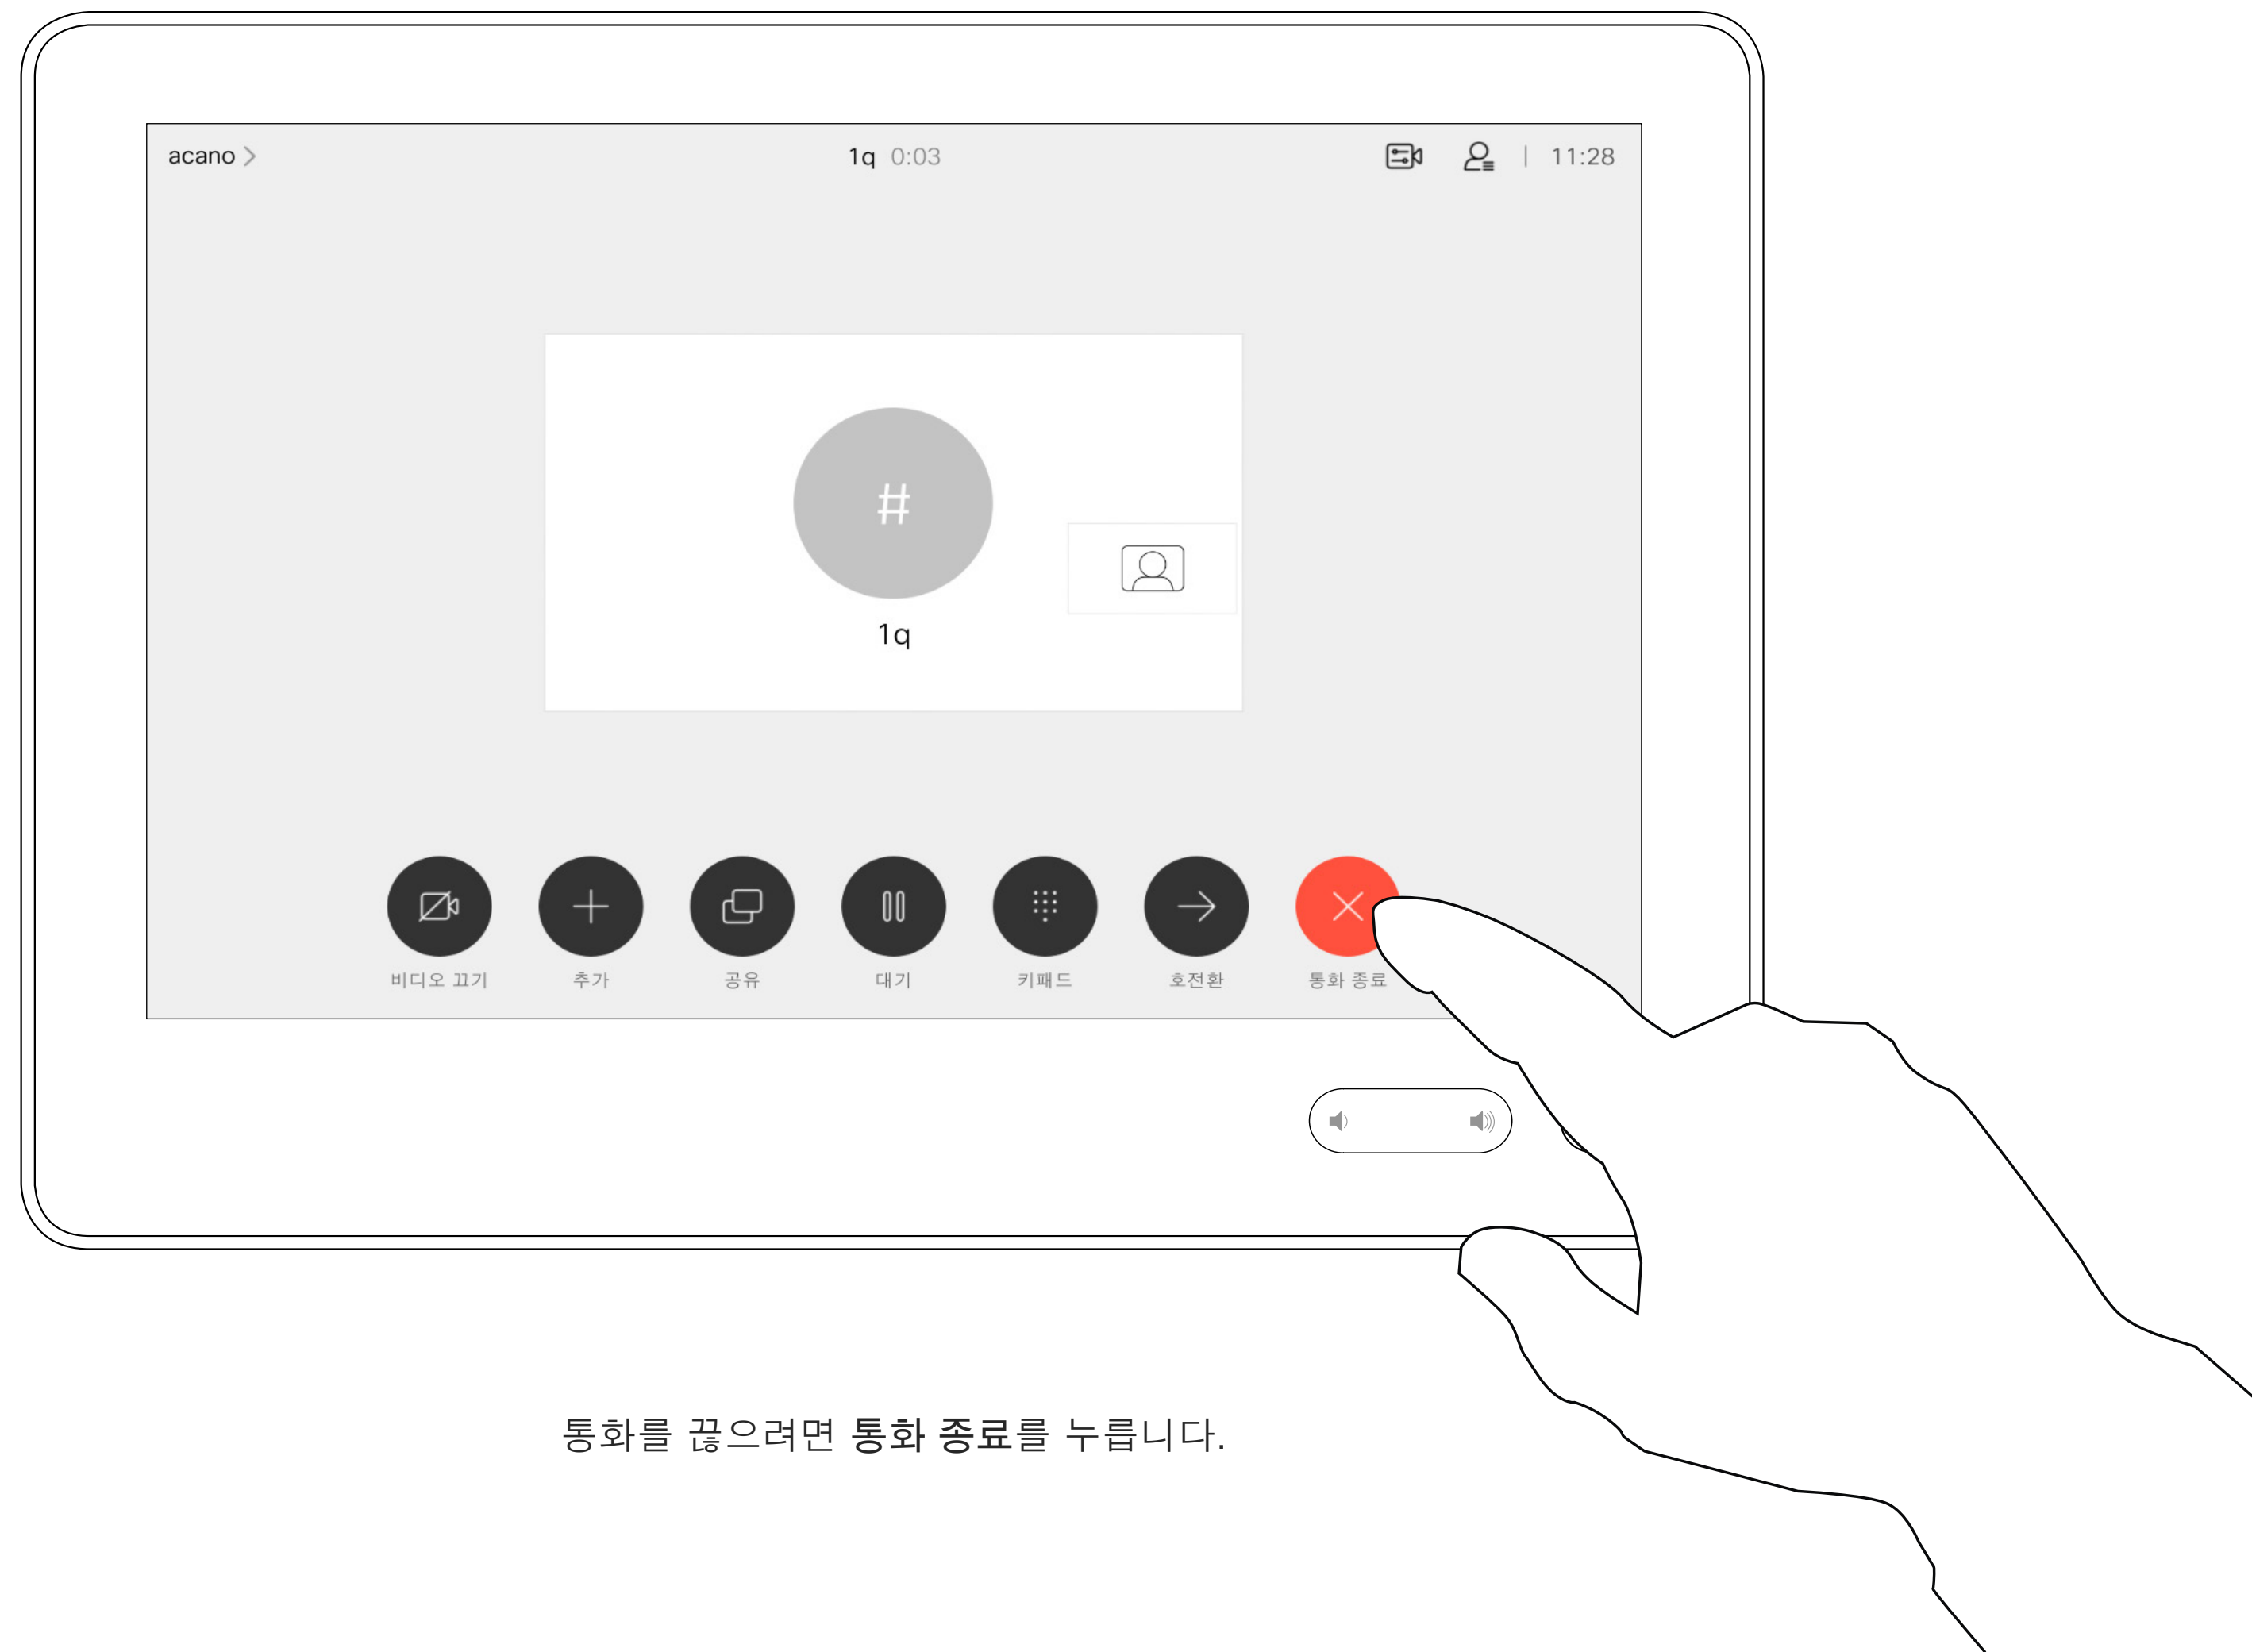 acano
1q 0:03
11:28
#
1q
비디오 끄기
추가
공유
대기
키패드
호전환
통화 종료
통화를 끊으려면 통화 종료를 누릅니다.